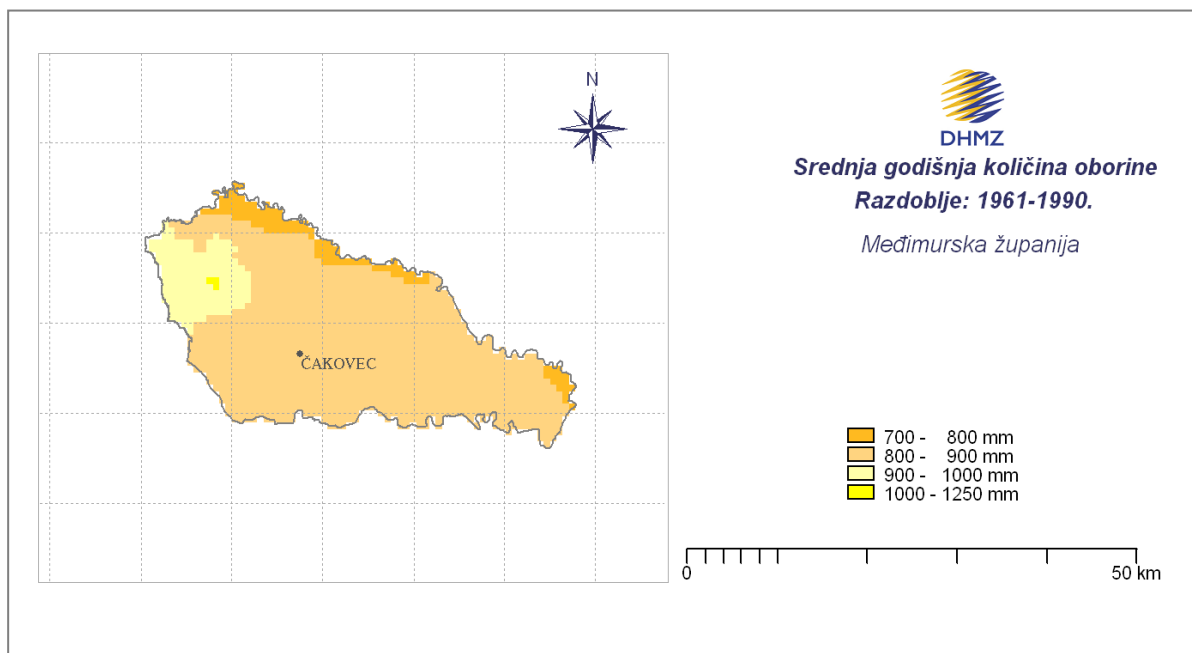 N
DHMZ
Srednja godišnja količina oborine
Razdoblje: 1961-1990.
Međimurska županija
ČAKOVEC
700 - 800 mm
800 - 900 mm
900 - 1000 mm
1000 - 1250 mm
0 50 km